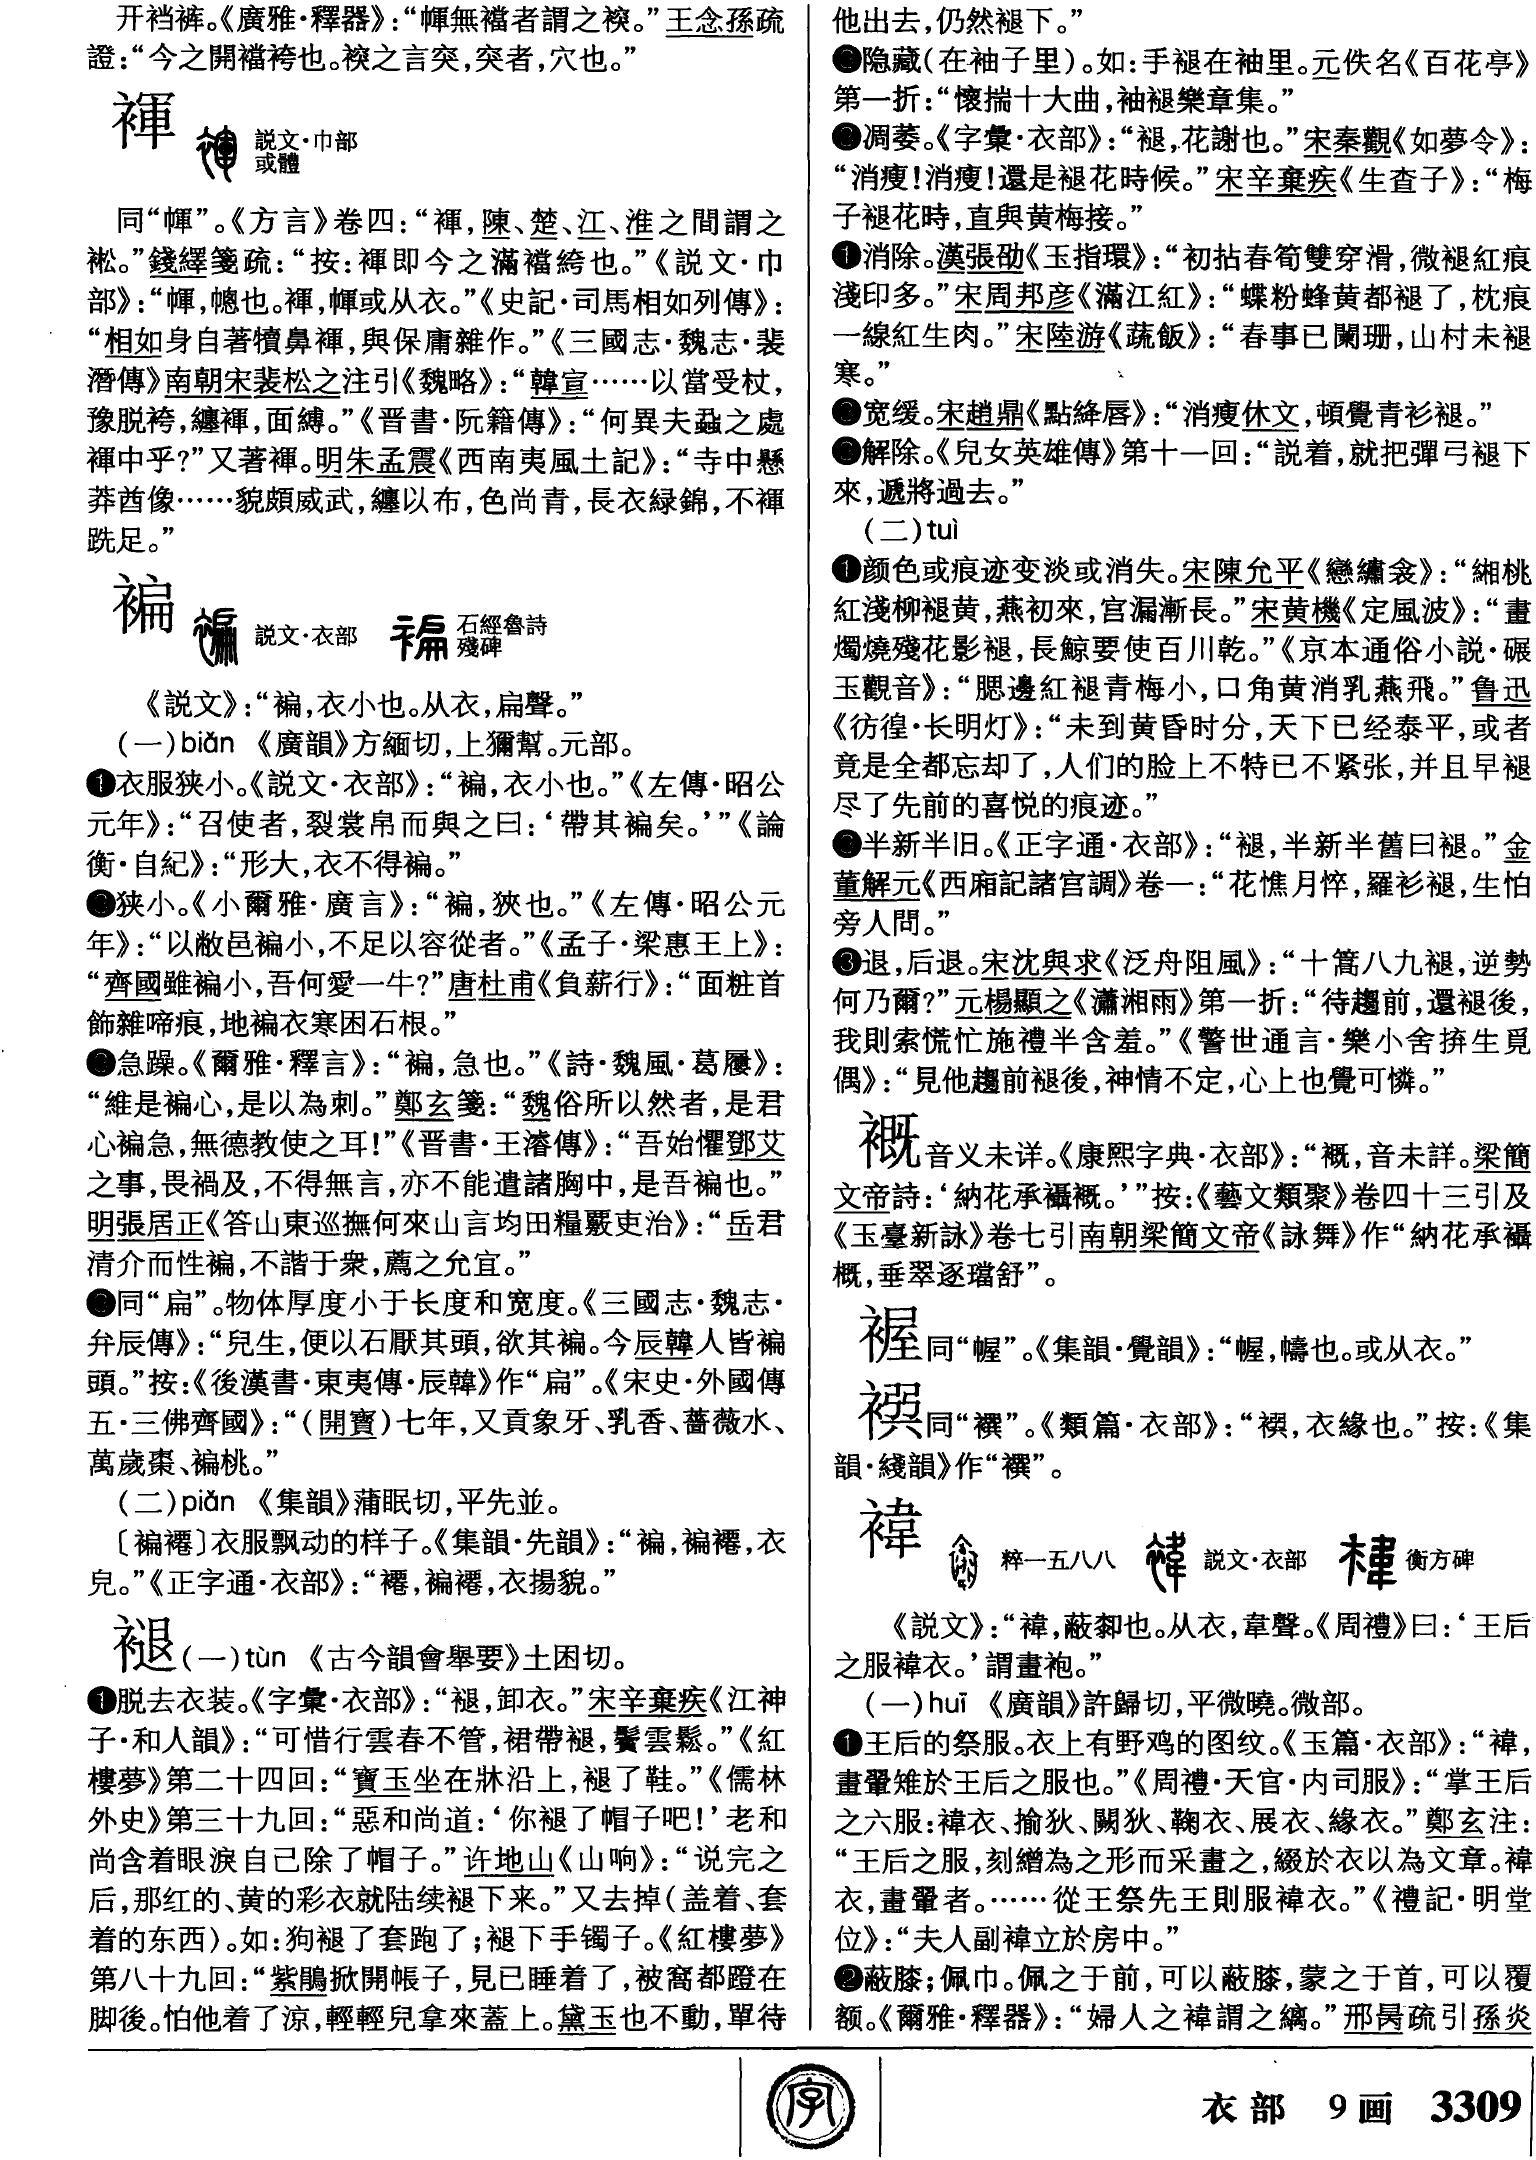 开裆裤。《廣雅·釋器》:“㡓無襠者謂之䙝。”王念孫疏
證:“今之開襠袴也。䙝之言突,突者,穴也。”
褌 説文·巾部
或體
同“㡓”。《方言》卷四:“褌,陳、楚、江、淮之間謂之
㡆。”錢繹箋疏:“按:褌即今之滿襠絝也。”《説文·巾
部》:“㡓,幒也。褌,㡓或从衣。”《史記·司馬相如列傳》:
“相如身自著犢鼻褌,與保庸雜作。”《三國志·魏志·裴
潛傳》南朝宋裴松之注引《魏略》:“韓宣……以當受杖,
豫脱袴,纏褌,面縛。”《晋書·阮籍傳》:“何異夫蝨之處
褌中乎?”又著褌。明朱孟震《西南夷風土記》:“寺中懸
莽酋像……貌頗威武,纏以布,色尚青,長衣緑錦,不褌
跣足。”
褊 説文·衣部 石經魯詩
殘碑
《説文》:“褊,衣小也。从衣,扁聲。”
(一)biǎn 《廣韻》方緬切,上獮幫。元部。
❶衣服狭小。《説文·衣部》:“褊,衣小也。”《左傳·昭公
元年》:“召使者,裂裳帛而與之曰:‘帶其褊矣。’”《論
衡·自紀》:“形大,衣不得褊。”
❷狭小。《小爾雅·廣言》:“褊,狹也。”《左傳·昭公元
年》:“以敝邑褊小,不足以容從者。”《孟子·梁惠王上》:
“齊國雖褊小,吾何愛一牛?”唐杜甫《負薪行》:“面粧首
飾雜啼痕,地褊衣寒困石根。”
❸急躁。《爾雅·釋言》:“褊,急也。”《詩·魏風·葛屨》:
“維是褊心,是以為刺。”鄭玄箋:“魏俗所以然者,是君
心褊急,無德教使之耳!”《晋書·王濬傳》:“吾始懼鄧艾
之事,畏禍及,不得無言,亦不能遣諸胸中,是吾褊也。”
明張居正《答山東巡撫何來山言均田糧覈吏治》:“岳君
清介而性褊,不諧于衆,薦之允宜。”
❹同“扁”。物体厚度小于长度和宽度。《三國志·魏志·
弁辰傳》:“兒生,便以石厭其頭,欲其褊。今辰韓人皆褊
頭。”按:《後漢書·東夷傳·辰韓》作“扁”。《宋史·外國傳
五·三佛齊國》:“(開寶)七年,又貢象牙、乳香、薔薇水、
萬歲棗、褊桃。”
(二)piǎn 《集韻》蒲眠切,平先並。
〔褊褼〕衣服飘动的样子。《集韻·先韻》:“褊,褊褼,衣
皃。”《正字通·衣部》:“褼,褊褼,衣揚貌。”
褪(一)tùn 《古今韻會舉要》土困切。
❶脱去衣装。《字彙·衣部》:“褪,卸衣。”宋辛棄疾《江神
子·和人韻》:“可惜行雲春不管,裙帶褪,鬢雲鬆。”《紅
樓夢》第二十四回:“寶玉坐在牀沿上,褪了鞋。”《儒林
外史》第三十九回:“惡和尚道:‘你褪了帽子吧!’老和
尚含着眼淚自己除了帽子。”许地山《山响》:“说完之
后,那红的、黄的彩衣就陆续褪下来。”又去掉(盖着、套
着的东西)。如:狗褪了套跑了;褪下手镯子。《紅樓夢》
第八十九回:“紫鵑掀開帳子,見已睡着了,被窩都蹬在
脚後。怕他着了涼,輕輕兒拿來蓋上。黛玉也不動,單待
他出去,仍然褪下。”
❷隐藏(在袖子里)。如:手褪在袖里。元佚名《百花亭》
第一折:“懷揣十大曲,袖褪樂章集。”
❸凋萎。《字彙·衣部》:“褪,花謝也。”宋秦觀《如夢令》:
“消瘦!消瘦!還是褪花時候。”宋辛棄疾《生查子》:“梅
子褪花時,直與黄梅接。”
❹消除。漢張劭《玉指環》:“初拈春筍雙穿滑,微褪紅痕
淺印多。”宋周邦彦《滿江紅》:“蝶粉蜂黄都褪了,枕痕
一線紅生肉。”宋陸游《蔬飯》:“春事已闌珊,山村未褪
寒。”
❺宽缓。宋趙鼎《點絳唇》:“消瘦休文,頓覺青衫褪。”
❻解除。《兒女英雄傳》第十一回:“説着,就把彈弓褪下
來,遞將過去。”
(二)tuì
❶颜色或痕迹变淡或消失。宋陳允平《戀繡衾》:“緗桃
紅淺柳褪黄,燕初來,宫漏漸長。”宋黄機《定風波》:“畫
燭燒殘花影褪,長鯨要使百川乾。”《京本通俗小説·碾
玉觀音》:“腮邊紅褪青梅小,口角黄消乳燕飛。”鲁迅
《彷徨·长明灯》:“未到黄昏时分,天下已经泰平,或者
竟是全都忘却了,人们的脸上不特已不紧张,并且早褪
尽了先前的喜悦的痕迹。”
❷半新半旧。《正字通·衣部》:“褪,半新半舊曰褪。”金
董解元《西廂記諸宫調》卷一:“花憔月悴,羅衫褪,生怕
旁人問。”
❸退,后退。宋沈與求《泛舟阻風》:“十篙八九褪,逆勢
何乃爾?”元楊顯之《瀟湘雨》第一折:“待趨前,還褪後,
我則索慌忙施禮半含羞。”《警世通言·樂小舍拚生覓
偶》:“見他趨前褪後,神情不定,心上也覺可憐。”
䙁音义未详。《康熙字典·衣部》:“䙁,音未詳。梁簡
文帝詩:‘納花承襵䙁。’”按:《藝文類聚》卷四十三引及
《玉臺新詠》卷七引南朝梁簡文帝《詠舞》作“納花承襵
概,垂翠逐璫舒”。
䙄同“幄”。《集韻·覺韻》:“幄,幬也。或从衣。”
𧛹同“襈”。《類篇·衣部》:“𧛹,衣緣也。”按:《集
韻·綫韻》作“襈”。
褘 粹一五八八 説文·衣部 衡方碑
《説文》:“褘,蔽䣛也。从衣,韋聲。《周禮》曰:‘王后
之服褘衣。’謂畫袍。”
(一)huī 《廣韻》許歸切,平微曉。微部。
❶王后的祭服。衣上有野鸡的图纹。《玉篇·衣部》:“褘,
畫翬雉於王后之服也。”《周禮·天官·内司服》:“掌王后
之六服:褘衣、揄狄、闕狄、鞠衣、展衣、緣衣。”鄭玄注:
“王后之服,刻繒為之形而采畫之,綴於衣以為文章。褘
衣,畫翬者。……從王祭先王則服褘衣。”《禮記·明堂
位》:“夫人副褘立於房中。”
❷蔽膝;佩巾。佩之于前,可以蔽膝,蒙之于首,可以覆
额。《爾雅·釋器》:“婦人之褘謂之縭。”邢昺疏引孫炎
字
衣部 9画 3309